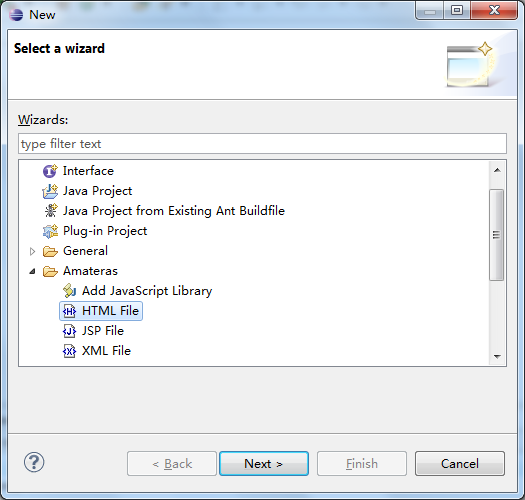 New
Select a wizard
Wizards:
type filter text
Interface
Java Project
Java Project from Existing Ant Buildfile
Plug-in Project
General
Amateras
Add JavaScript Library
HTML File
JSP File
XML File
< Back
Next >
Finish
Cancel